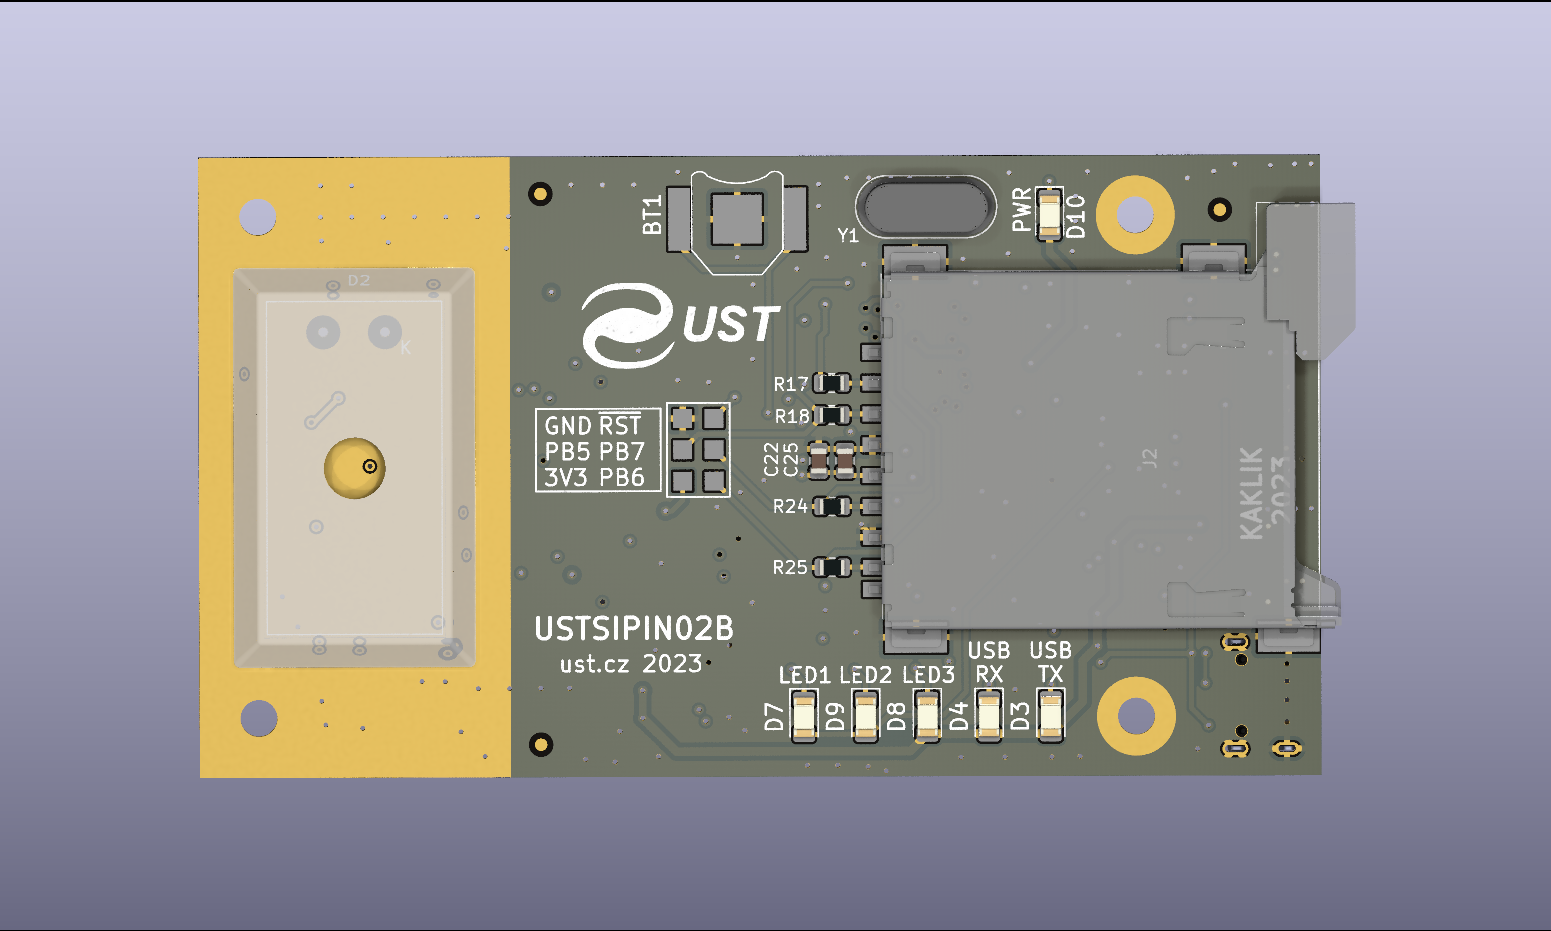 BT1
Y1
PWR
D10
D2
K
UST
R17
R18
GND RST
PB5 PB7
3V3 PB6
C22
C25
R24
R25
J2
KAKLIK
2023
USTSIPIN02B
ust.cz 2023
LED1 LED2 LED3
USB
RX
USB
TX
D7
D9
D8
D4
D3